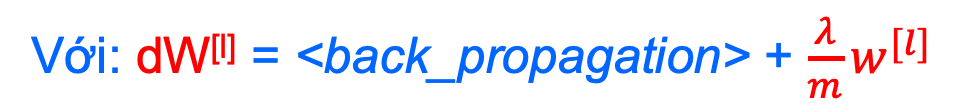 Với: dW[l] = <back_propagation> + λ/m w[l]